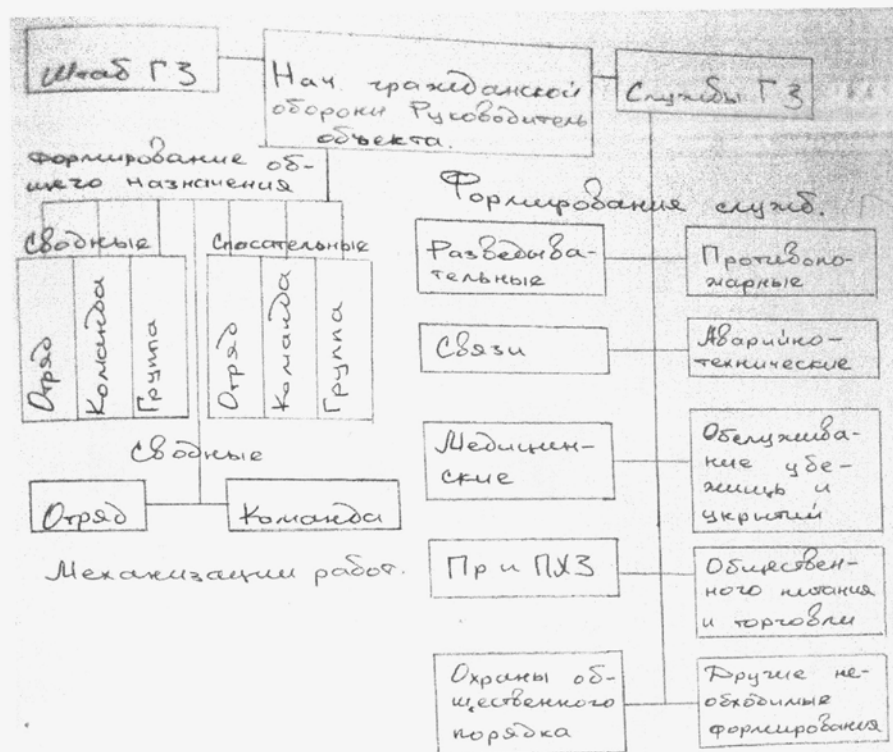 Штаб ГЗ
Нач. гражданской
обороны Руководитель
объекта.
Службы ГЗ
Формирование об-
щего назначения
Сводные
Спасательные
Отряд
Команда
Группа
Отряд
Команда
Группа
Сводные
Отряд
Команда
Механизации работ.
Формирования служб.
Разведыва-
тельные
Противопо-
жарные
Связи
Аварийно-
технические
Медицин-
ские
Обслужива-
ние убе-
жищь и
укрытий
Пр и ПХЗ
Обществен-
ного питания
и торговли
Охраны об-
щественного
порядка
Другие не-
обходимые
формирования